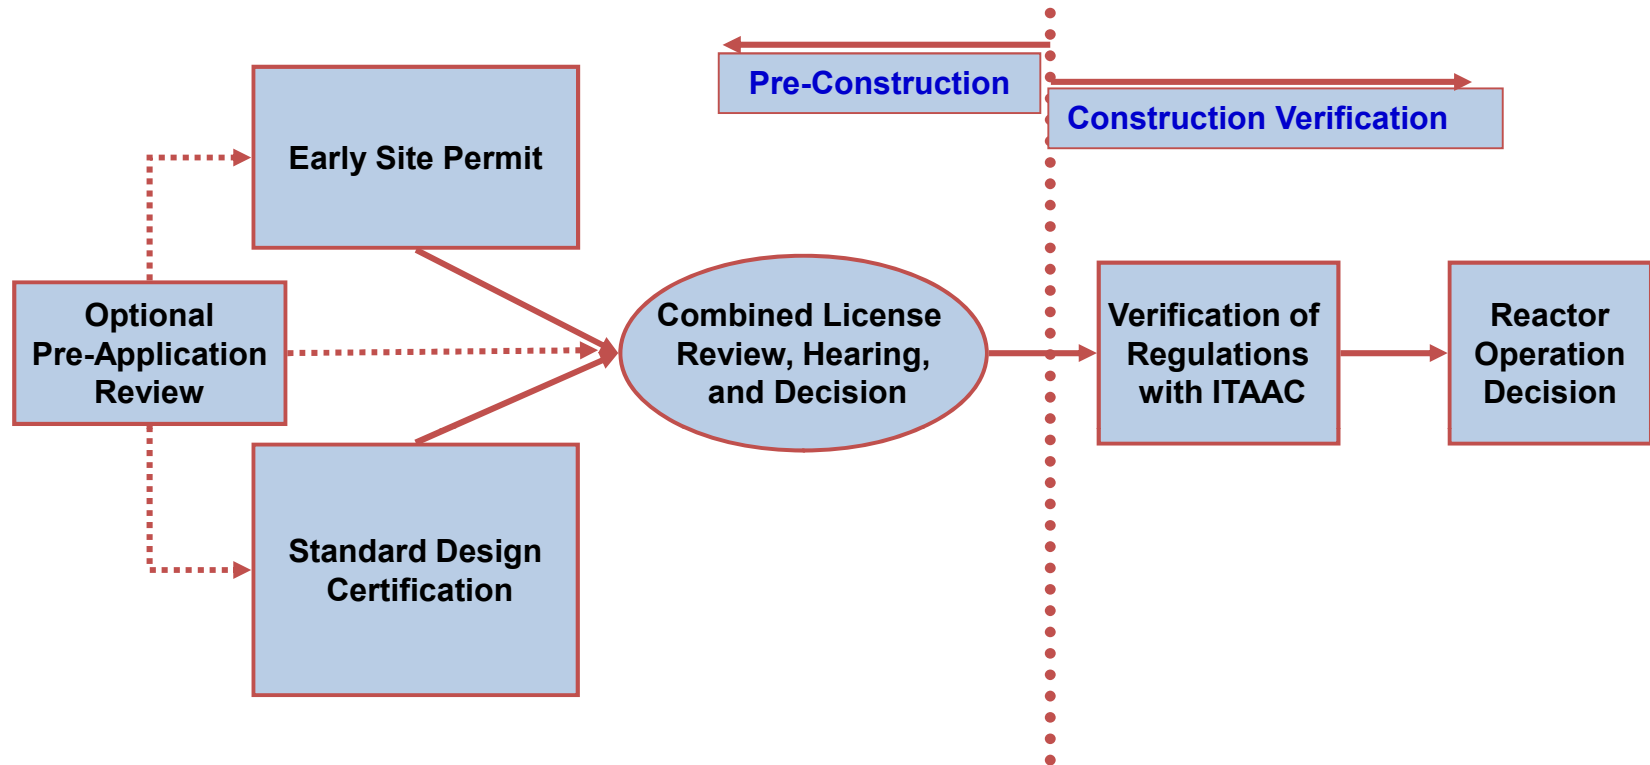 Pre-Construction
Construction Verification
Early Site Permit
Optional
Pre-Application
Review
Combined License
Review, Hearing,
and Decision
Verification of
Regulations
with ITAAC
Reactor
Operation
Decision
Standard Design
Certification